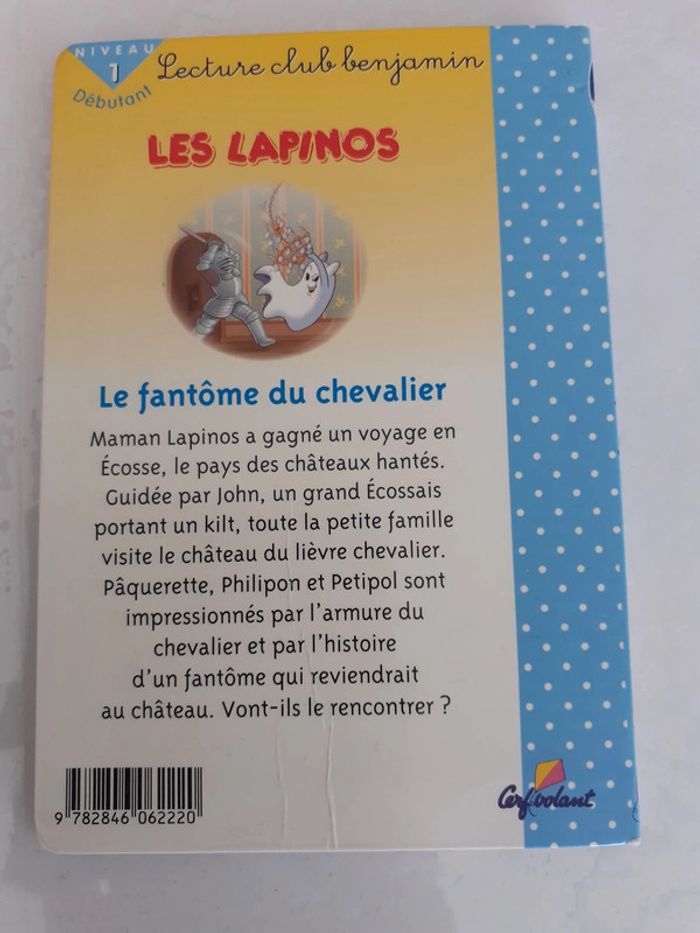 NIVEAU
1
Débutant
Lecture club benjamin
LES LAPINOS
Le fantôme du chevalier
Maman Lapinos a gagné un voyage en
Écosse, le pays des châteaux hantés.
Guidée par John, un grand Écossais
portant un kilt, toute la petite famille
visite le château du lièvre chevalier.
Pâquerette, Philipon et Petipol sont
impressionnés par l'armure du
chevalier et par l'histoire
d'un fantôme qui reviendrait
au château. Vont-ils le rencontrer ?
9 782846 062220
Cerf volant